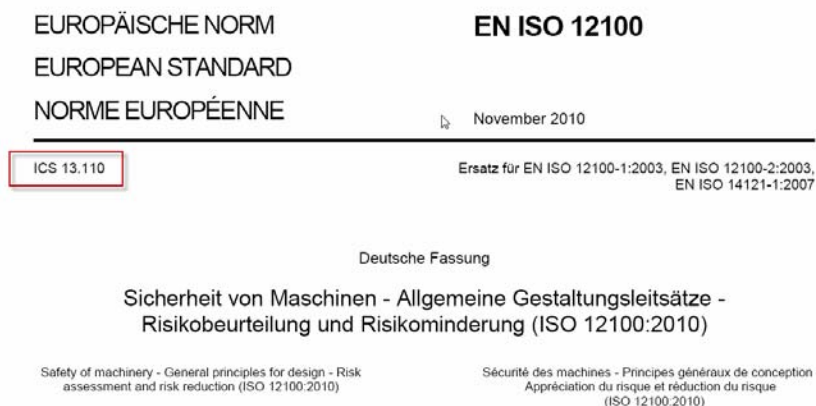 EUROPÄISCHE NORM
EN ISO 12100
EUROPEAN STANDARD
NORME EUROPÉENNE
November 2010
ICS 13.110
Ersatz für EN ISO 12100-1:2003, EN ISO 12100-2:2003,
EN ISO 14121-1:2007
Deutsche Fassung
Sicherheit von Maschinen - Allgemeine Gestaltungsleitsätze -
Risikobeurteilung und Risikominderung (ISO 12100:2010)
Safety of machinery - General principles for design - Risk
assessment and risk reduction (ISO 12100:2010)
Sécurité des machines - Principes généraux de conception
Appréciation du risque et réduction du risque
(ISO 12100:2010)